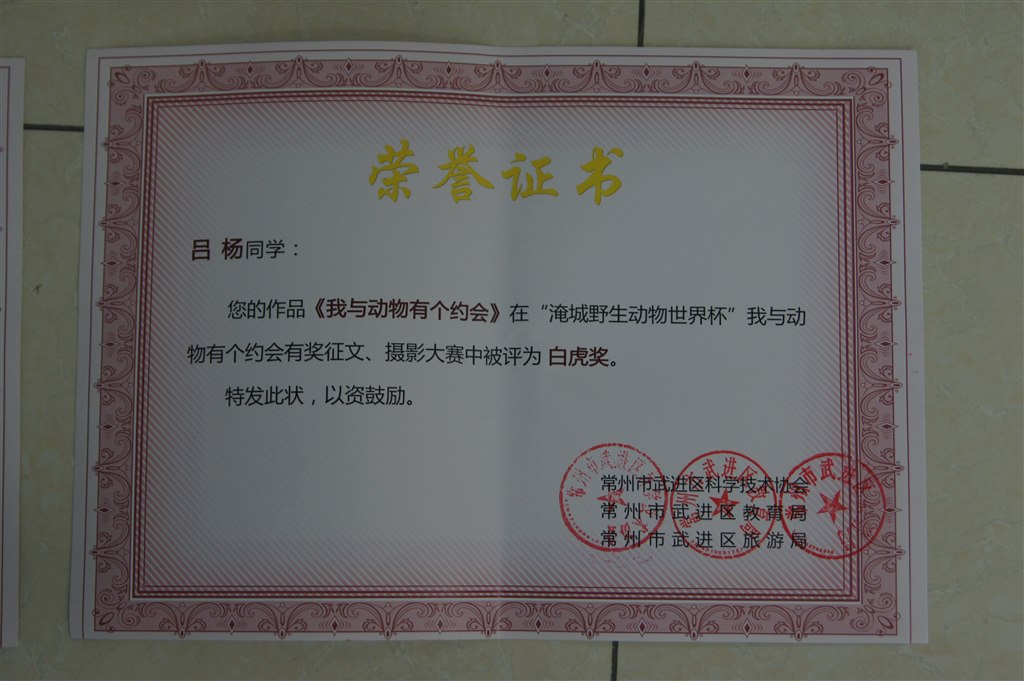 荣誉证书
吕 杨同学：
您的作品《我与动物有个约会》在“淹城野生动物世界杯”我与动
物有个约会有奖征文、摄影大赛中被评为 白虎奖。
特发此状，以资鼓励。
常州市武进区科学技术协会
常州市武进区教育局
常州市武进区旅游局